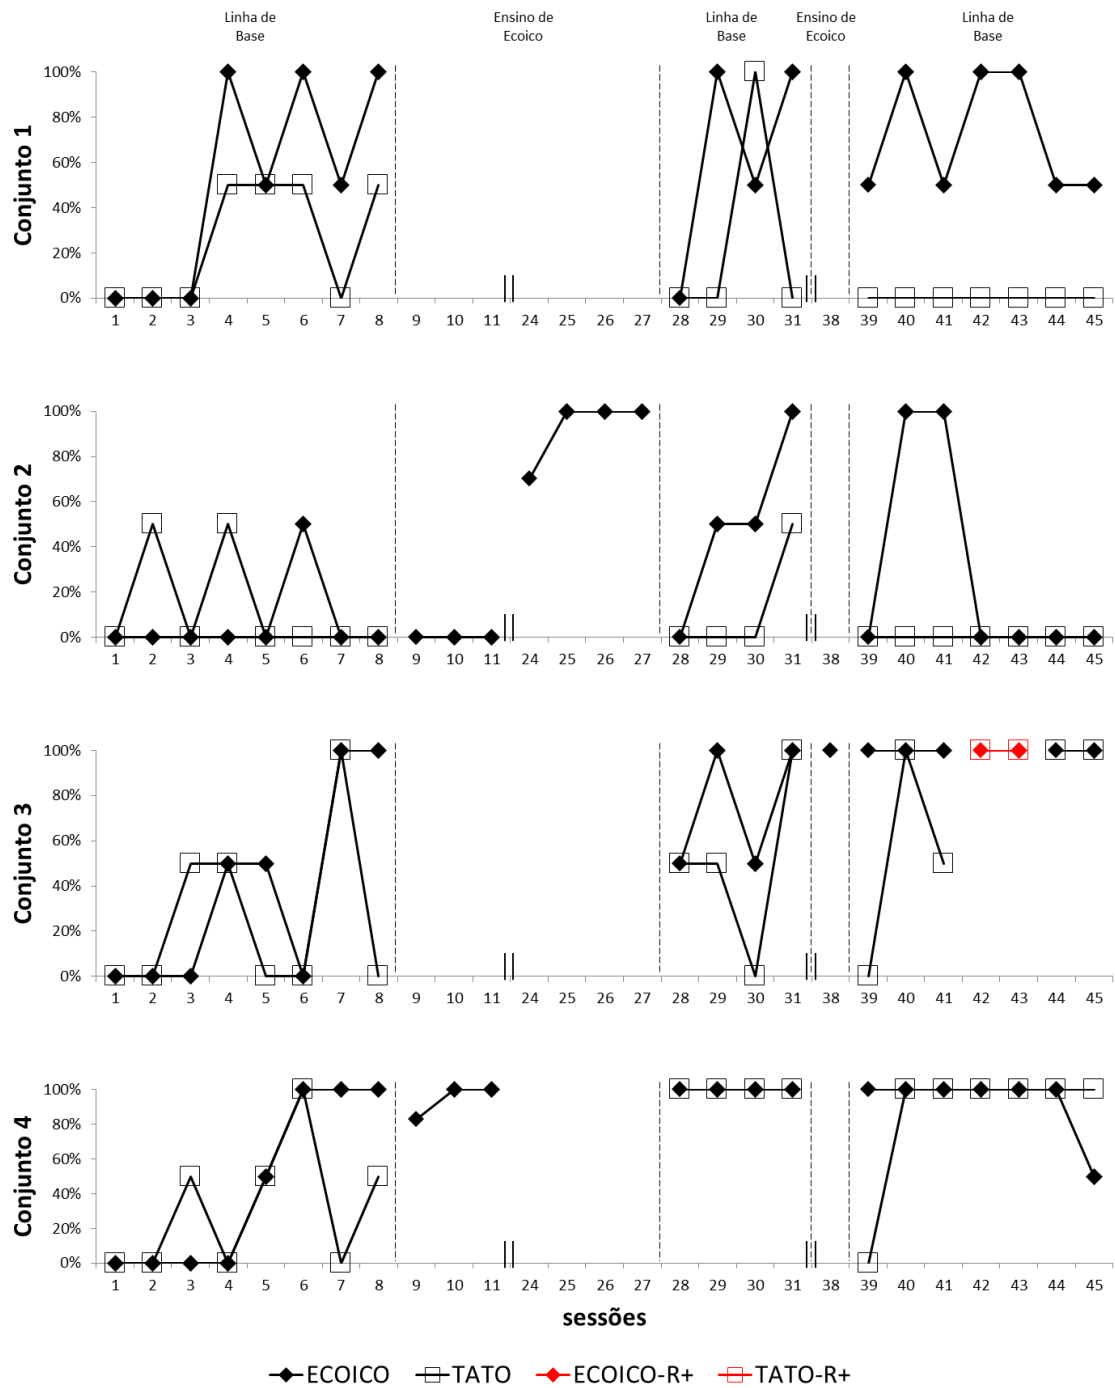 Linha de
Base
Ensino de
Ecoico
Linha de
Base
Ensino de
Ecoico
Linha de
Base
Conjunto 1
100%
80%
60%
40%
20%
0%
1 2 3 4 5 6 7 8 9 10 11 24 25 26 27 28 29 30 31 38 39 40 41 42 43 44 45
Conjunto 2
100%
80%
60%
40%
20%
0%
1 2 3 4 5 6 7 8 9 10 11 24 25 26 27 28 29 30 31 38 39 40 41 42 43 44 45
Conjunto 3
100%
80%
60%
40%
20%
0%
1 2 3 4 5 6 7 8 9 10 11 24 25 26 27 28 29 30 31 38 39 40 41 42 43 44 45
Conjunto 4
100%
80%
60%
40%
20%
0%
1 2 3 4 5 6 7 8 9 10 11 24 25 26 27 28 29 30 31 38 39 40 41 42 43 44 45
sessões
ECOICO TATO ECOICO-R+ TATO-R+